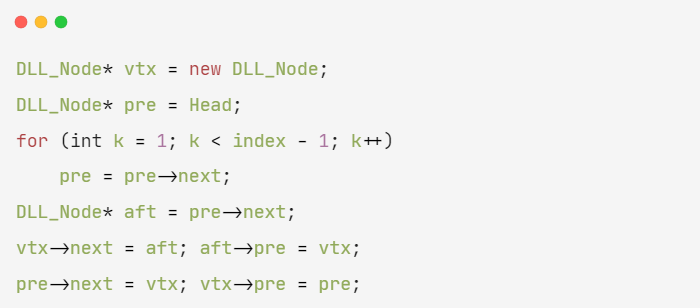 DLL_Node* vtx = new DLL_Node;
DLL_Node* pre = Head;
for (int k = 1; k < index - 1; k++)
    pre = pre->next;
DLL_Node* aft = pre->next;
vtx->next = aft; aft->pre = vtx;
pre->next = vtx; vtx->pre = pre;